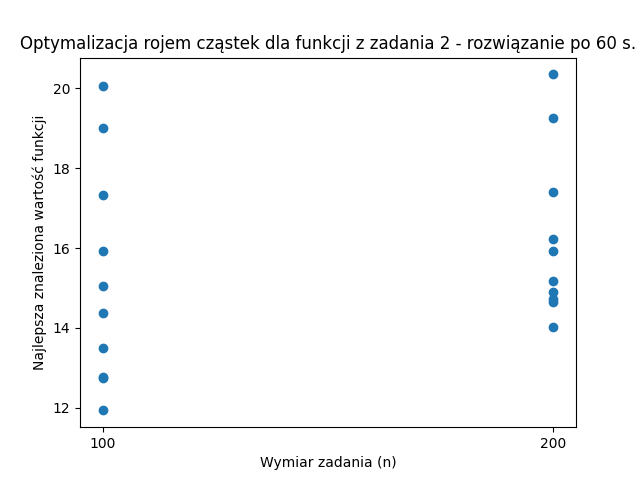 Optymalizacja rojem cząstek dla funkcji z zadania 2 - rozwiązanie po 60 s.
Najlepsza znaleziona wartość funkcji
20
18
16
14
12
100
200
Wymiar zadania (n)